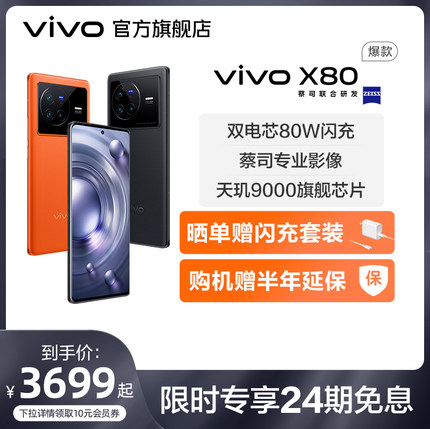 vivo 官方旗舰店
爆款
vivo X80
蔡司联合研发 ZEISS
双电芯80W闪充
蔡司专业影像
天玑9000旗舰芯片
晒单赠闪充套装
购机赠半年延保 保
vivo
vivo
到手价：
¥3699起
下拉详情领取10元会员券
限时专享24期免息